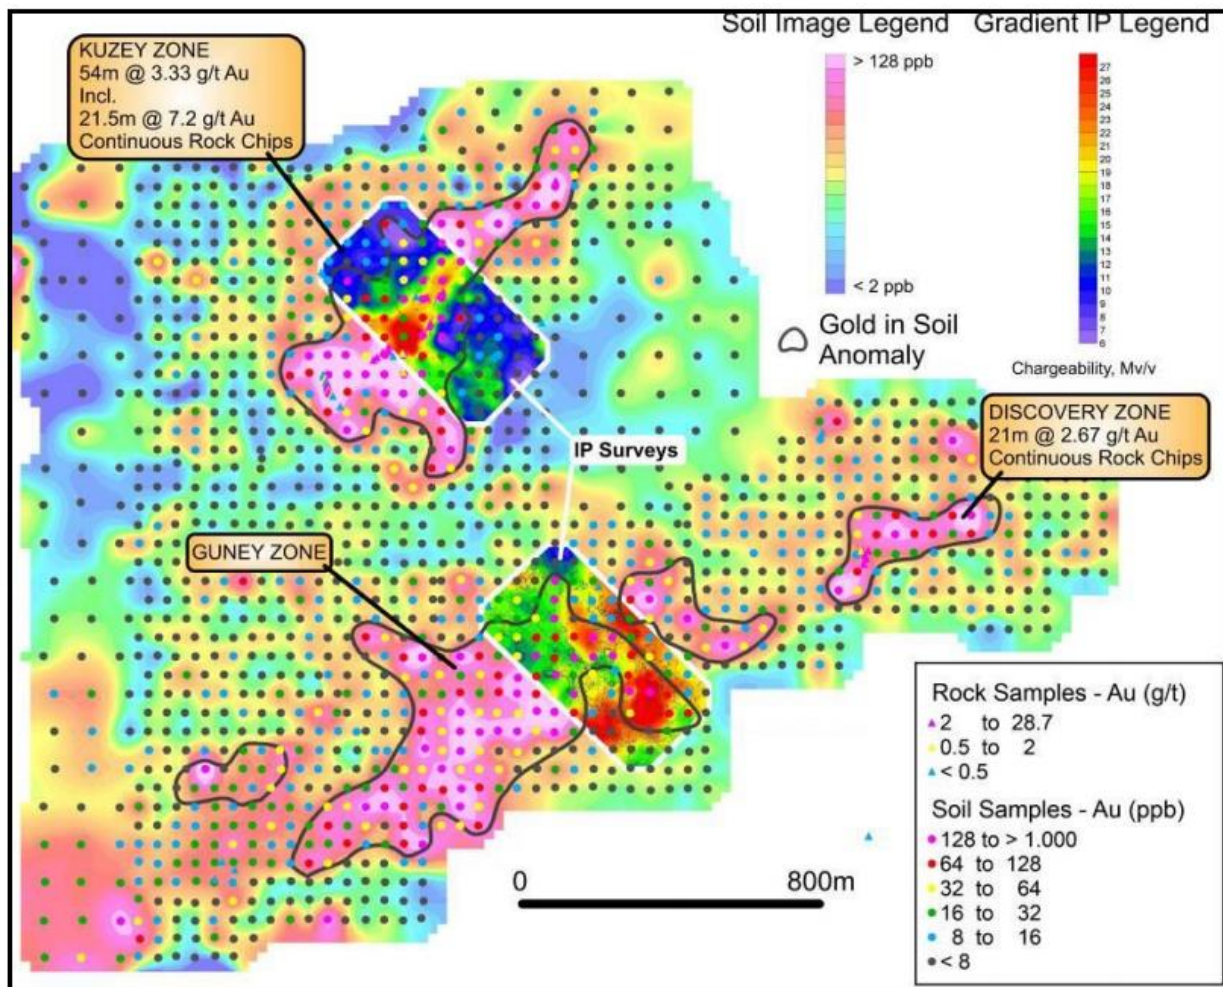 Soil Image Legend
Gradient IP Legend
> 128 ppb
< 2 ppb
27
26
24
23
22
21
20
19
18
17
16
15
14
13
12
11
10
9
8
7
6
Chargeability, Mv/v
Gold in Soil
Anomaly
KUZEY ZONE
54m @ 3.33 g/t Au
Incl.
21.5m @ 7.2 g/t Au
Continuous Rock Chips
DISCOVERY ZONE
21m @ 2.67 g/t Au
Continuous Rock Chips
IP Surveys
GUNEY ZONE
0 800m
Rock Samples - Au (g/t)
2 to 28.7
0.5 to 2
< 0.5
Soil Samples - Au (ppb)
128 to > 1.000
64 to 128
32 to 64
16 to 32
8 to 16
< 8